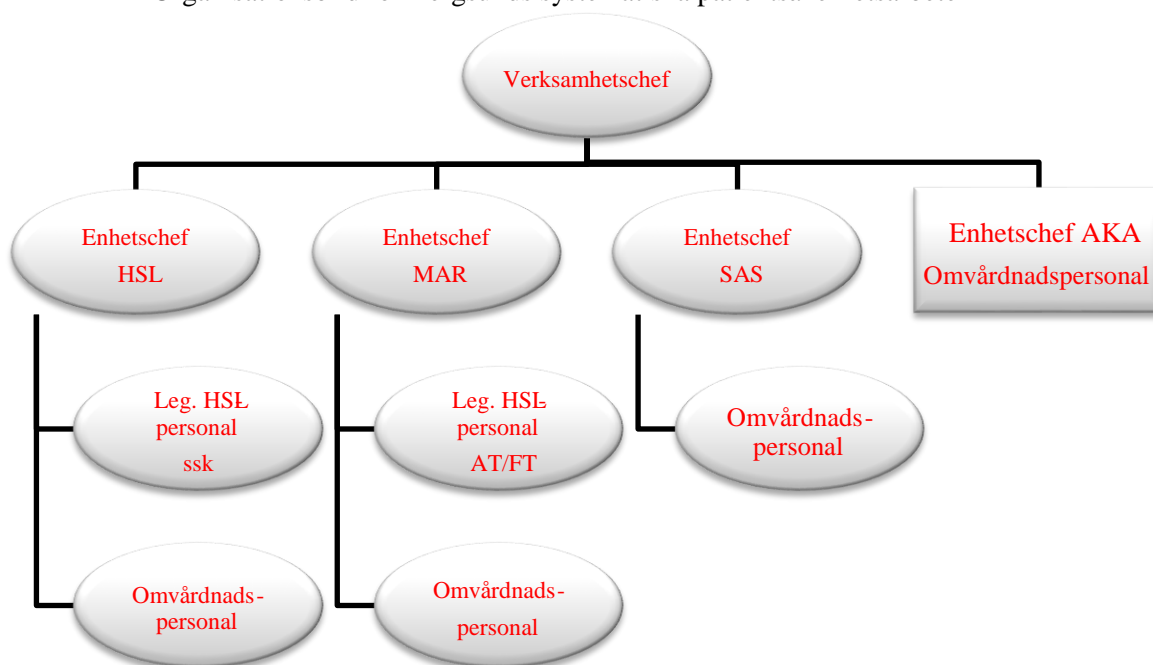 Verksamhetschef
Enhetschef
HSL
Enhetschef
MAR
Enhetschef
SAS
Enhetschef AKA
Omvårdnadspersonal
Leg. HSL-
personal
ssk
Leg. HSL-
personal
AT/FT
Omvårdnads-
personal
Omvårdnads-
personal
Omvårdnads-
personal